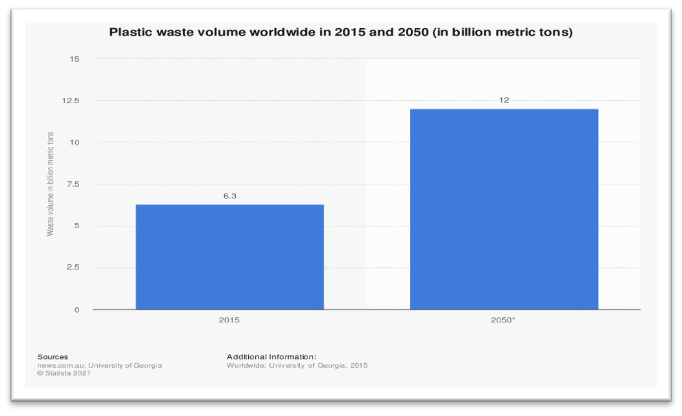 Plastic waste volume worldwide in 2015 and 2050 (in billion metric tons)
15
12.5
10
7.5
5
2.5
0
Waste volume in billion metric tons
6.3
12
2015
2050*
Sources
news.com.au; University of Georgia
© Statista 2021
Additional Information:
Worldwide; University of Georgia; 2015